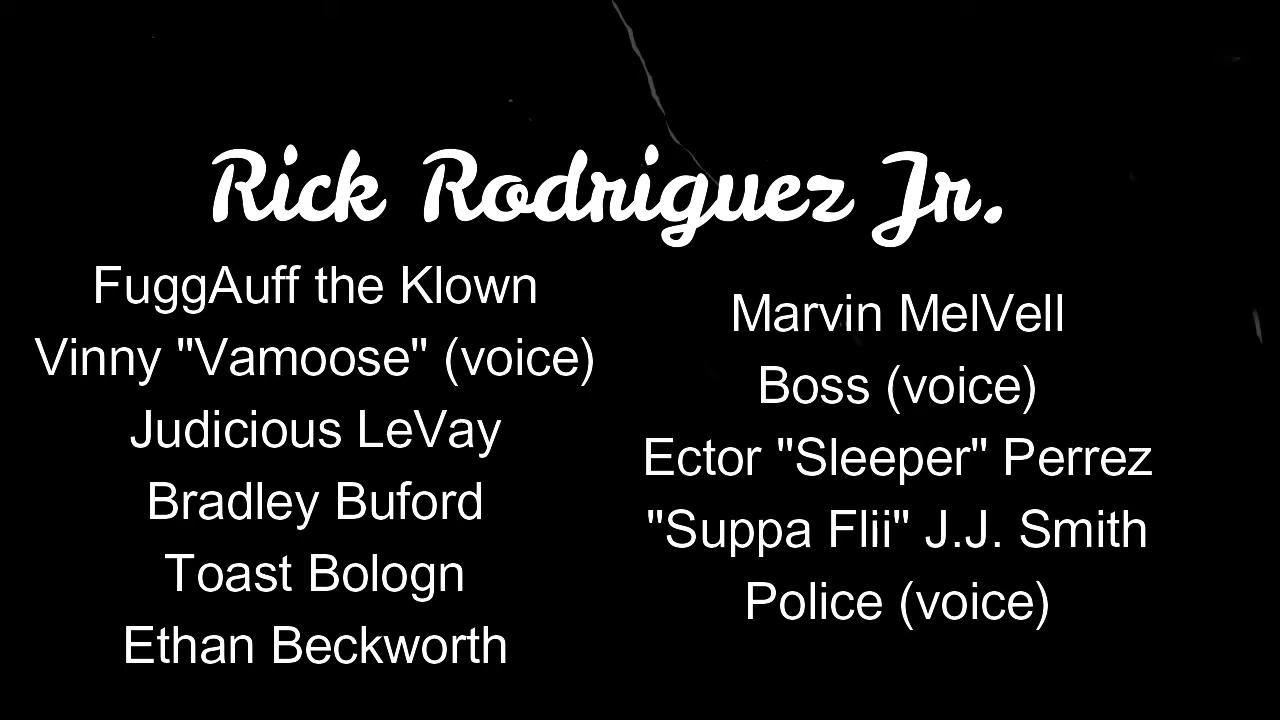 Rick Rodriguez Jr.
FuggAuff the Klown
Vinny "Vamoose" (voice)
Judicious LeVay
Bradley Buford
Toast Bologn
Ethan Beckworth
Marvin MelVell
Boss (voice)
Ector "Sleeper" Perrez
"Suppa Flii" J.J. Smith
Police (voice)